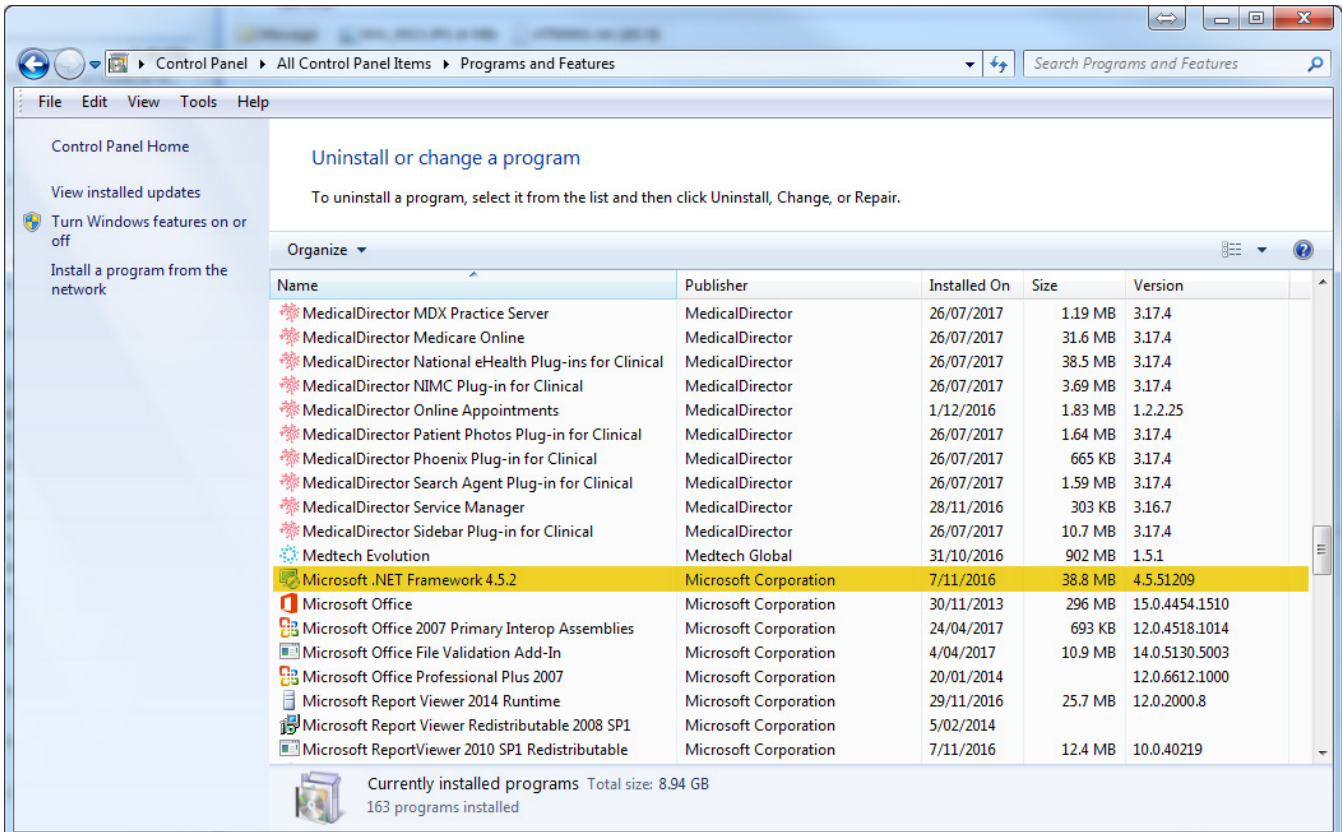 Control Panel ▸ All Control Panel Items ▸ Programs and Features
Search Programs and Features
File Edit View Tools Help
Control Panel Home
View installed updates
Turn Windows features on or
off
Install a program from the
network
Uninstall or change a program
To uninstall a program, select it from the list and then click Uninstall, Change, or Repair.
Organize
Name Publisher Installed On Size Version
MedicalDirector MDX Practice Server MedicalDirector 26/07/2017 1.19 MB 3.17.4
MedicalDirector Medicare Online MedicalDirector 26/07/2017 31.6 MB 3.17.4
MedicalDirector National eHealth Plug-ins for Clinical MedicalDirector 26/07/2017 38.5 MB 3.17.4
MedicalDirector NIMC Plug-in for Clinical MedicalDirector 26/07/2017 3.69 MB 3.17.4
MedicalDirector Online Appointments MedicalDirector 1/12/2016 1.83 MB 1.2.2.25
MedicalDirector Patient Photos Plug-in for Clinical MedicalDirector 26/07/2017 1.64 MB 3.17.4
MedicalDirector Phoenix Plug-in for Clinical MedicalDirector 26/07/2017 665 KB 3.17.4
MedicalDirector Search Agent Plug-in for Clinical MedicalDirector 26/07/2017 1.59 MB 3.17.4
MedicalDirector Service Manager MedicalDirector 28/11/2016 303 KB 3.16.7
MedicalDirector Sidebar Plug-in for Clinical MedicalDirector 26/07/2017 10.7 MB 3.17.4
Medtech Evolution Medtech Global 31/10/2016 902 MB 1.5.1
Microsoft .NET Framework 4.5.2 Microsoft Corporation 7/11/2016 38.8 MB 4.5.51209
Microsoft Office Microsoft Corporation 30/11/2013 296 MB 15.0.4454.1510
Microsoft Office 2007 Primary Interop Assemblies Microsoft Corporation 24/04/2017 693 KB 12.0.4518.1014
Microsoft Office File Validation Add-In Microsoft Corporation 4/04/2017 10.9 MB 14.0.5130.5003
Microsoft Office Professional Plus 2007 Microsoft Corporation 20/01/2014 12.0.6612.1000
Microsoft Report Viewer 2014 Runtime Microsoft Corporation 29/11/2016 25.7 MB 12.0.2000.8
Microsoft Report Viewer Redistributable 2008 SP1 Microsoft Corporation 5/02/2014
Microsoft ReportViewer 2010 SP1 Redistributable Microsoft Corporation 7/11/2016 12.4 MB 10.0.40219
Currently installed programs Total size: 8.94 GB
163 programs installed